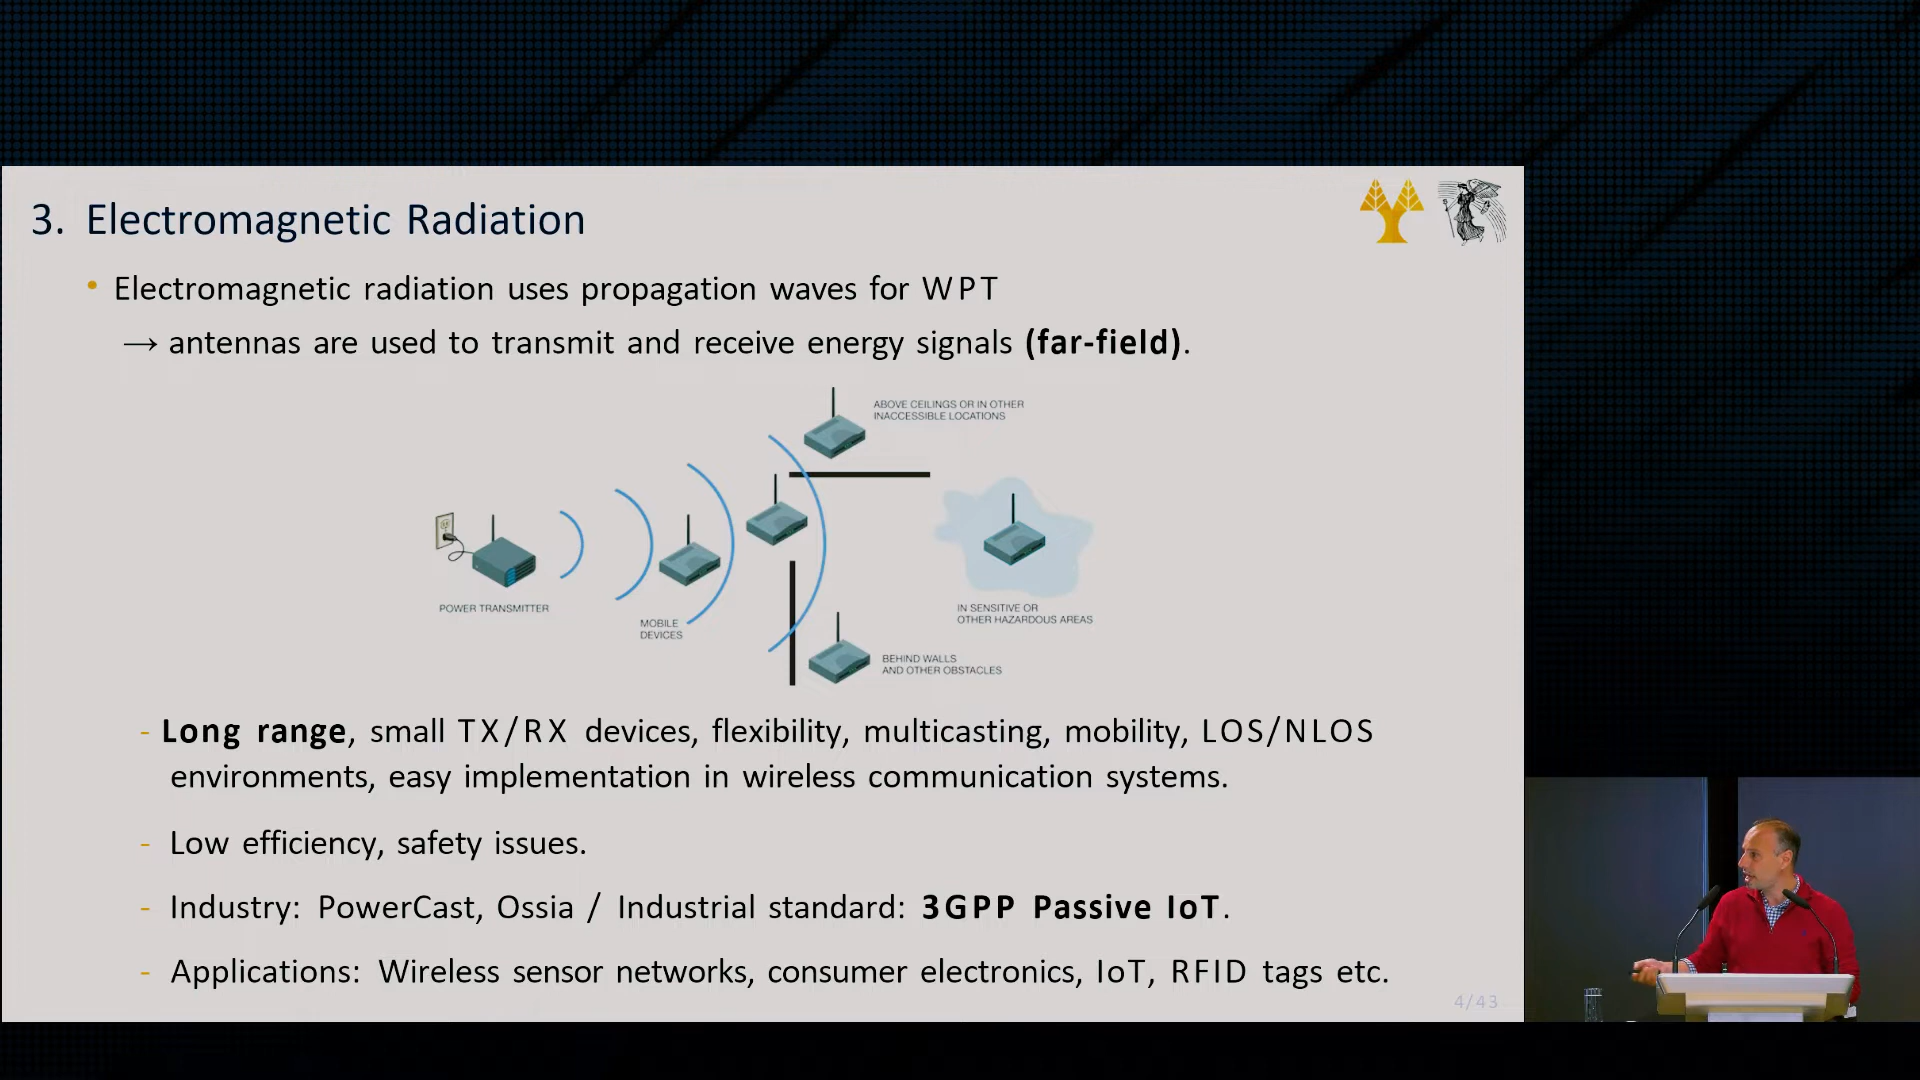 3. Electromagnetic Radiation
• Electromagnetic radiation uses propagation waves for WPT
→ antennas are used to transmit and receive energy signals (far-field).
ABOVE CEILINGS OR IN OTHER
INACCESSIBLE LOCATIONS
POWER TRANSMITTER
MOBILE
DEVICES
IN SENSITIVE OR
OTHER HAZARDOUS AREAS
BEHIND WALLS
AND OTHER OBSTACLES
- Long range, small TX/RX devices, flexibility, multicasting, mobility, LOS/NLOS
environments, easy implementation in wireless communication systems.
- Low efficiency, safety issues.
- Industry: PowerCast, Ossia / Industrial standard: 3GPP Passive IoT.
- Applications: Wireless sensor networks, consumer electronics, IoT, RFID tags etc.
4/43